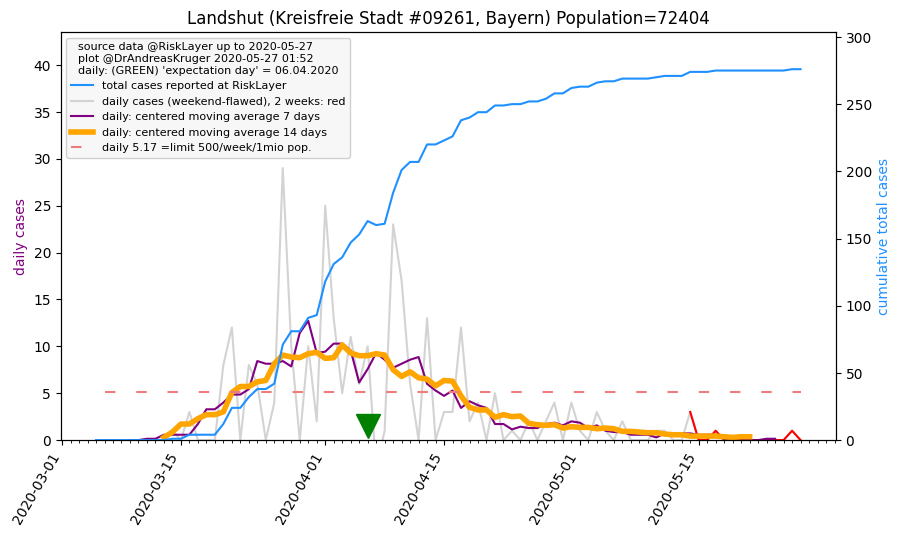 Landshut (Kreisfreie Stadt #09261, Bayern) Population=72404
source data @RiskLayer up to 2020-05-27
plot @DrAndreasKruger 2020-05-27 01:52
daily: (GREEN) 'expectation day' = 06.04.2020
total cases reported at RiskLayer
daily cases (weekend-flawed), 2 weeks: red
daily: centered moving average 7 days
daily: centered moving average 14 days
daily 5.17 =limit 500/week/1mio pop.
daily cases
40
35
30
25
20
15
10
5
0
300
250
200
150
100
50
0
cumulative total cases
2020-03-01
2020-03-15
2020-04-01
2020-04-15
2020-05-01
2020-05-15